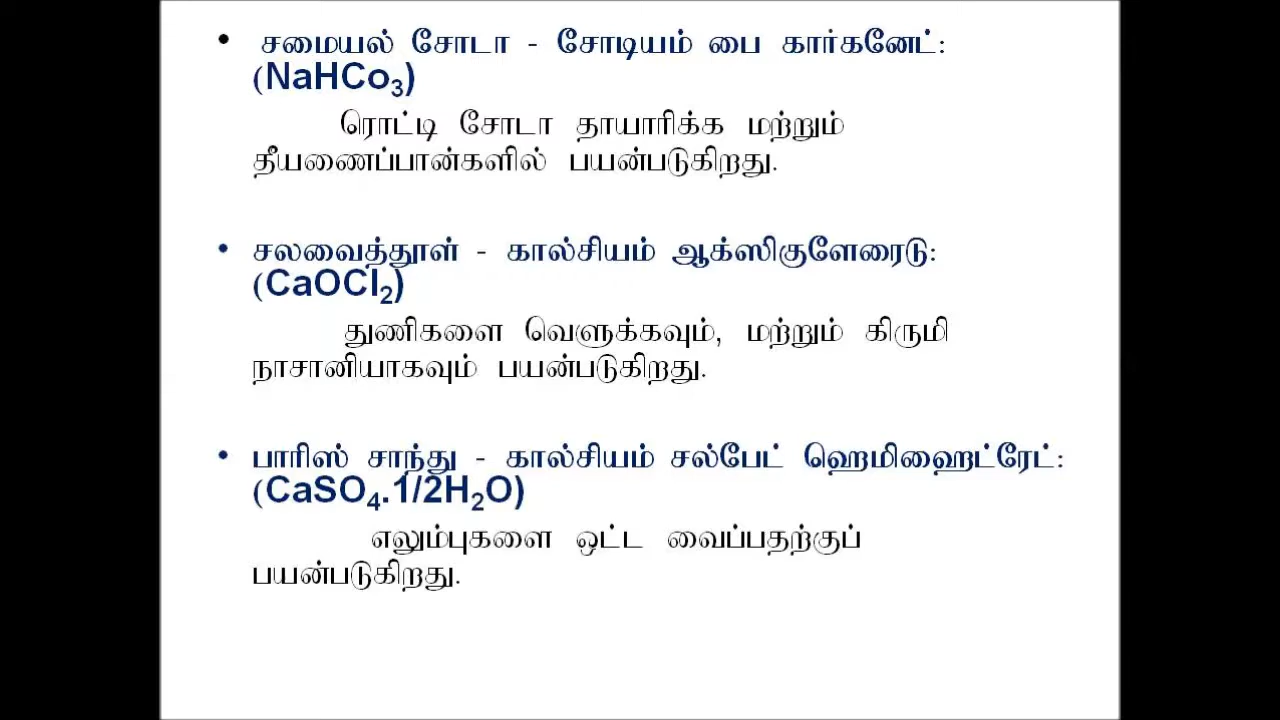 • சமையல் சோடா - சோடியம் பை கார்கனேட்:
(NaHCo₃)
ரொட்டி சோடா தாயாரிக்க மற்றும்
தீயணைப்பான்களில் பயன்படுகிறது.
• சலவைத்தூள் - கால்சியம் ஆக்ஸிகுளேரைடு:
(CaOCl₂)
துணிகளை வெளுக்கவும், மற்றும் கிருமி
நாசானியாகவும் பயன்படுகிறது.
• பாரிஸ் சாந்து - கால்சியம் சல்பேட் ஹெமிஹைட்ரேட்:
(CaSO₄.1/2H₂O)
எலும்புகளை ஒட்ட வைப்பதற்குப்
பயன்படுகிறது.